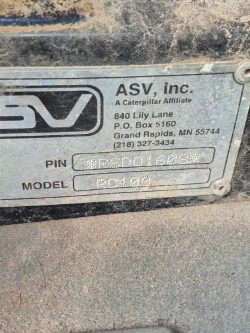 ASV
ASV, Inc.
A Caterpillar Affiliate
840 Lily Lane
P.O. Box 5160
Grand Rapids, MN 55744
(218) 327-3434
PIN
MODEL RC100